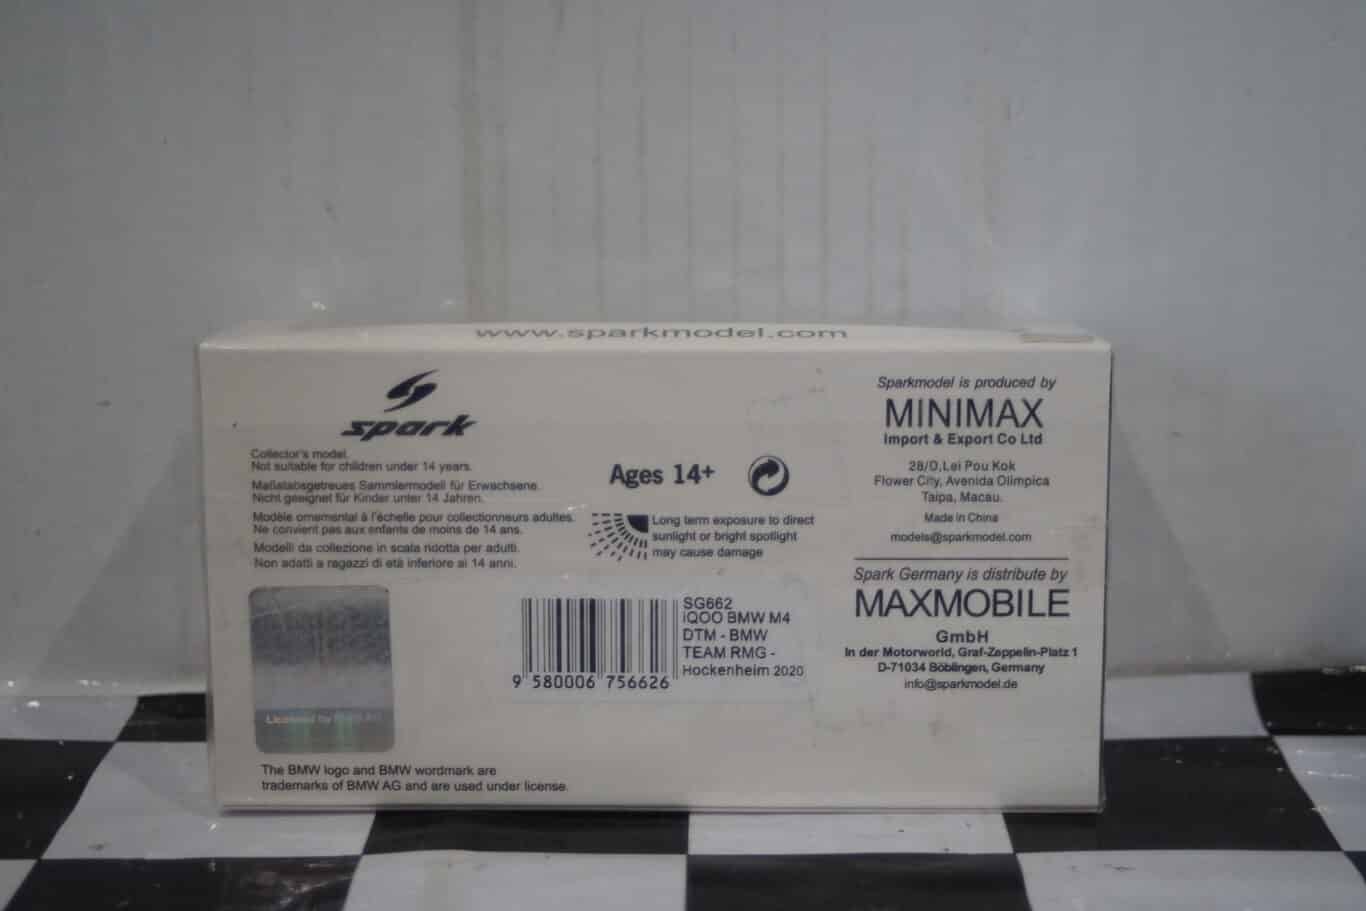 www.sparkmodel.com
spark
Collector's model.
Not suitable for children under 14 years.
Maßstabsgetreues Sammlermodell für Erwachsene.
Nicht geeignet für Kinder unter 14 Jahren.
Modèle ornemental à l'échelle pour collectionneurs adultes.
Ne convient pas aux enfants de moins de 14 ans.
Modelli da collezione in scala ridotta per adulti.
Non adatti a ragazzi di età inferiore ai 14 anni.
Ages 14+
Long term exposure to direct
sunlight or bright spotlight
may cause damage
Licensed by BMW AG
SG662
iQOO BMW M4
DTM - BMW
TEAM RMG -
Hockenheim 2020
9 580006 756626
The BMW logo and BMW wordmark are
trademarks of BMW AG and are used under license.
Sparkmodel is produced by
MINIMAX
Import & Export Co Ltd
28/O,Lei Pou Kok
Flower City, Avenida Olimpica
Taipa, Macau.
Made in China
models@sparkmodel.com
Spark Germany is distribute by
MAXMOBILE
GmbH
In der Motorworld, Graf-Zeppelin-Platz 1
D-71034 Böblingen, Germany
info@sparkmodel.de